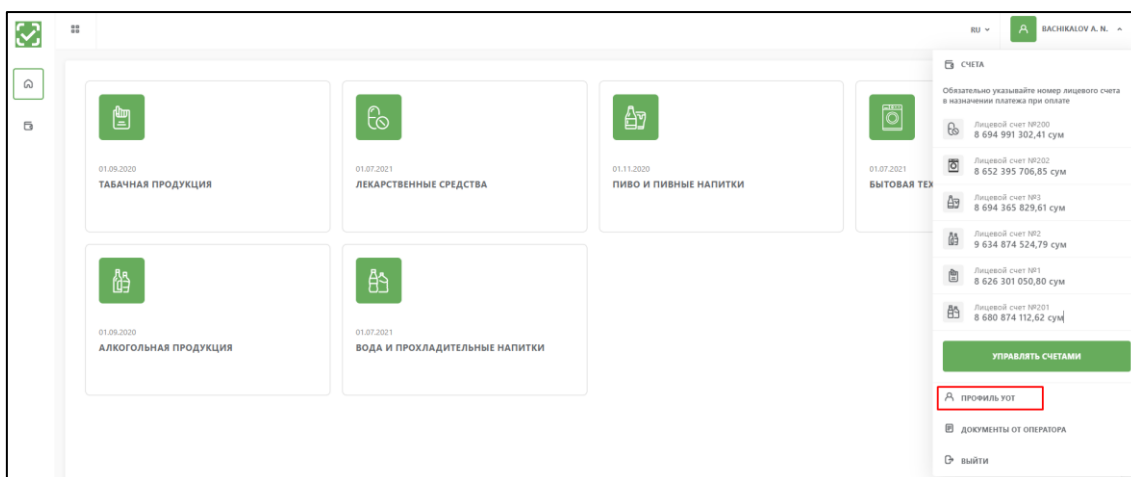 RU
BACHIKALOV A. N.
СЧЕТА
Обязательно указывайте номер лицевого счета
в назначении платежа при оплате
Лицевой счет №200
8 694 991 302,41 сум
Лицевой счет №202
8 652 395 706,85 сум
Лицевой счет №3
8 694 365 829,61 сум
Лицевой счет №2
9 634 874 524,79 сум
Лицевой счет №1
8 626 301 050,80 сум
Лицевой счет №201
8 680 874 112,62 сум
УПРАВЛЯТЬ СЧЕТАМИ
ПРОФИЛЬ УОТ
ДОКУМЕНТЫ ОТ ОПЕРАТОРА
ВЫЙТИ
01.09.2020
ТАБАЧНАЯ ПРОДУКЦИЯ
01.07.2021
ЛЕКАРСТВЕННЫЕ СРЕДСТВА
01.11.2020
ПИВО И ПИВНЫЕ НАПИТКИ
01.07.2021
БЫТОВАЯ ТЕХ
01.09.2020
АЛКОГОЛЬНАЯ ПРОДУКЦИЯ
01.07.2021
ВОДА И ПРОХЛАДИТЕЛЬНЫЕ НАПИТКИ